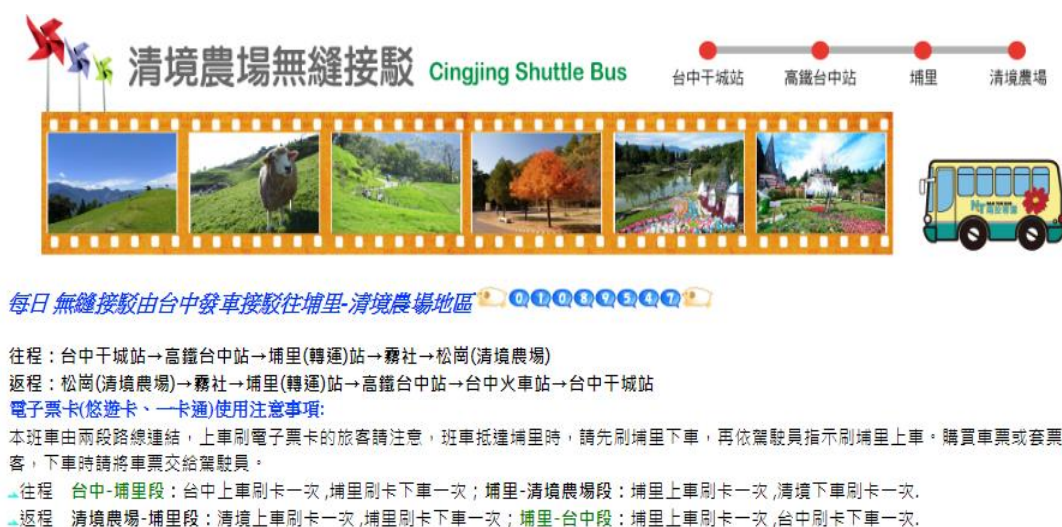 清境農場無縫接駁 Cingjing Shuttle Bus
台中干城站 高鐵台中站 埔里 清境農場
每日 無縫接駁由台中發車接駁往埔里-清境農場地區 01089547
往程：台中干城站→高鐵台中站→埔里(轉運)站→霧社→松崗(清境農場)
返程：松崗(清境農場)→霧社→埔里(轉運)站→高鐵台中站→台中火車站→台中干城站
電子票卡(悠遊卡、一卡通)使用注意事項:
本班車由兩段路線連結，上車刷電子票卡的旅客請注意，班車抵達埔里時，請先刷埔里下車，再依駕駛員指示刷埔里上車。購買車票或套票
客，下車時請將車票交給駕駛員。
往程 台中-埔里段：台中上車刷卡一次,埔里刷卡下車一次；埔里-清境農場段：埔里上車刷卡一次,清境下車刷卡一次.
返程 清境農場-埔里段：清境上車刷卡一次,埔里刷卡下車一次；埔里-台中段：埔里上車刷卡一次,台中刷卡下車一次.